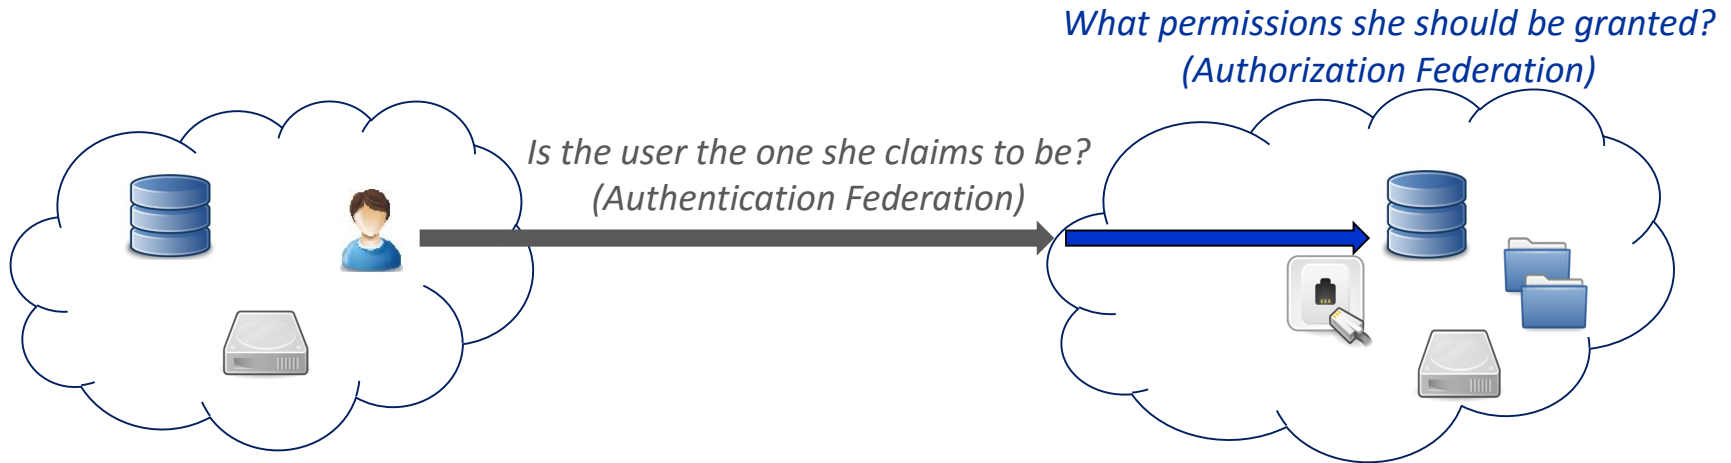 What permissions she should be granted?
(Authorization Federation)
Is the user the one she claims to be?
(Authentication Federation)